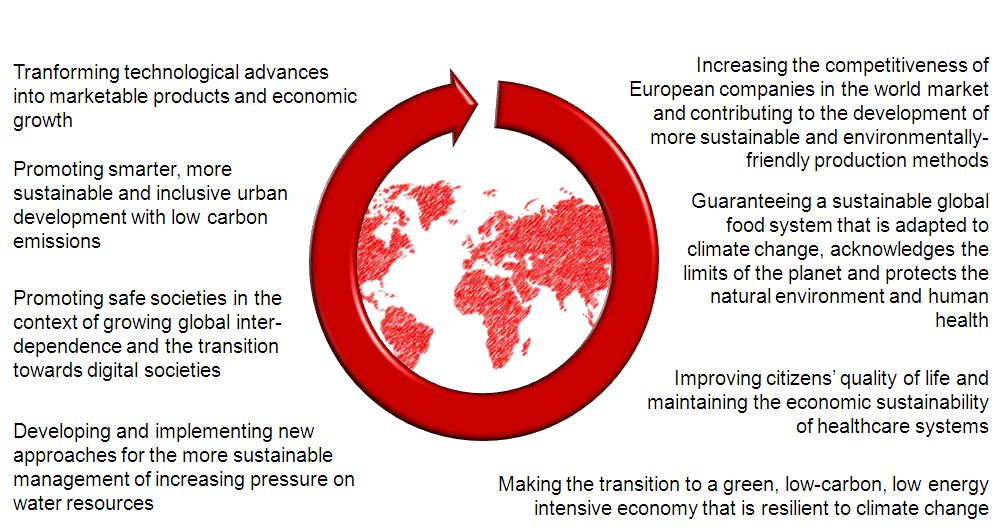 Tranforming technological advances
into marketable products and economic
growth
Promoting smarter, more
sustainable and inclusive urban
development with low carbon
emissions
Promoting safe societies in the
context of growing global inter-
dependence and the transition
towards digital societies
Developing and implementing new
approaches for the more sustainable
management of increasing pressure on
water resources
Increasing the competitiveness of
European companies in the world market
and contributing to the development of
more sustainable and environmentally-
friendly production methods
Guaranteeing a sustainable global
food system that is adapted to
climate change, acknowledges the
limits of the planet and protects the
natural environment and human
health
Improving citizens’ quality of life and
maintaining the economic sustainability
of healthcare systems
Making the transition to a green, low-carbon, low energy
intensive economy that is resilient to climate change